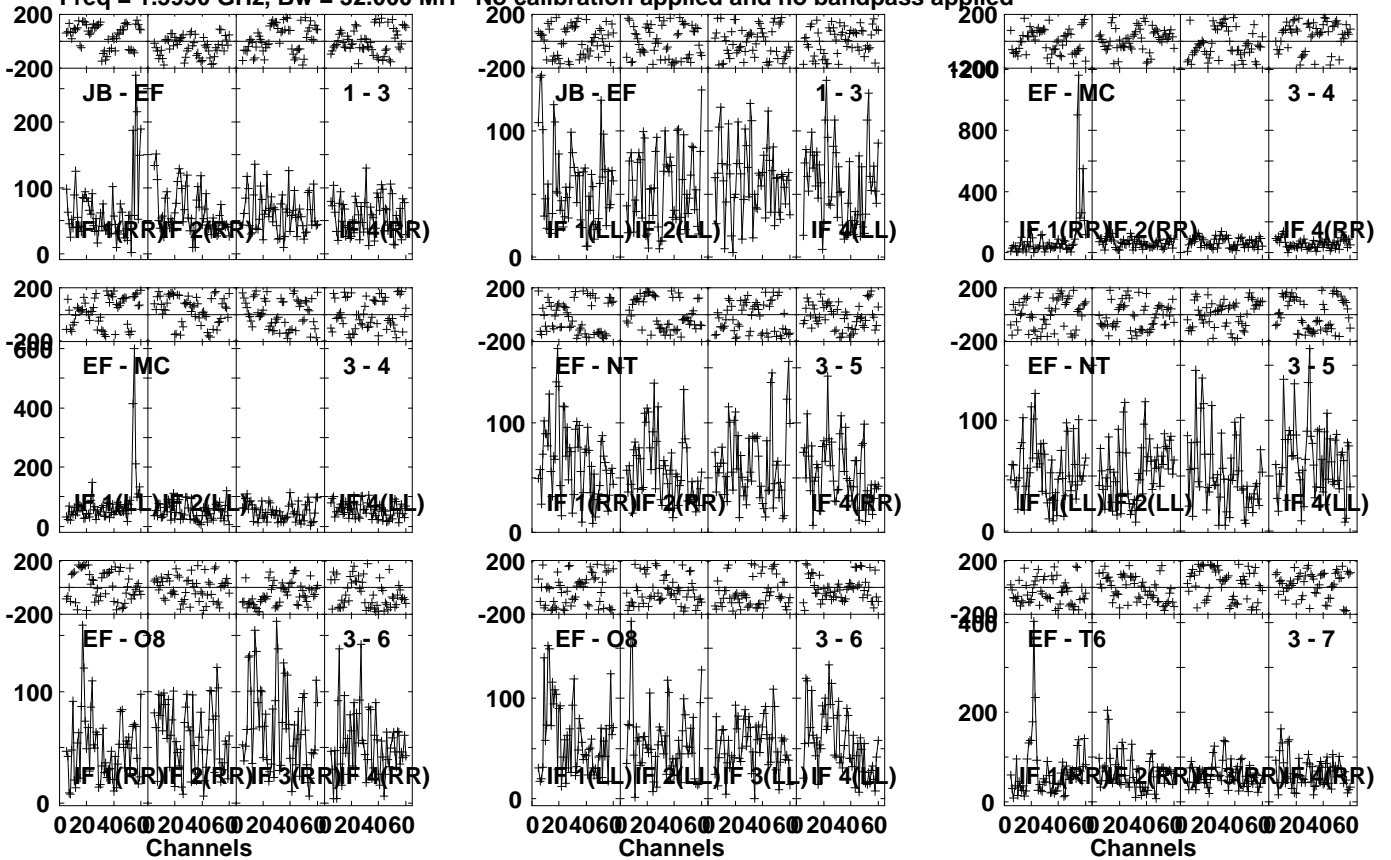 Freq = 1.5950 GHz, Bw = 32.000 MH No calibration applied and no bandpass applied
200 200 200
-200 -200
JB - EF 1 - 3 JB - EF 1 - 3 EF - MC 3 - 4
200 100 1200
100 800
0 0 400
0
IF 1(RR) IF 2(RR) IF 4(RR) IF 1(LL) IF 2(LL) IF 4(LL) IF 1(RR) IF 2(RR) IF 4(RR)
200 200 200
-200 -200 -200
EF - MC 3 - 4 EF - NT 3 - 5 EF - NT 3 - 5
600 100 100
400 0 0
200
0
IF 1(LL) IF 2(LL) IF 4(LL) IF 1(RR) IF 2(RR) IF 4(RR) IF 1(LL) IF 2(LL) IF 4(LL)
200 200 200
-200 -200 -200
EF - O8 3 - 6 EF - O8 3 - 6 EF - T6 3 - 7
100 100 400
0 0 200
0
IF 1(RR) IF 2(RR) IF 3(RR) IF 4(RR) IF 1(LL) IF 2(LL) IF 3(LL) IF 4(LL) IF 1(RR) IF 2(RR) IF 3(RR) IF 4(RR)
0 20 40 60 0 20 40 60 0 20 40 60 0 20 40 60 0 20 40 60 0 20 40 60 0 20 40 60 0 20 40 60 0 20 40 60 0 20 40 60 0 20 40 60 0 20 40 60
Channels Channels Channels